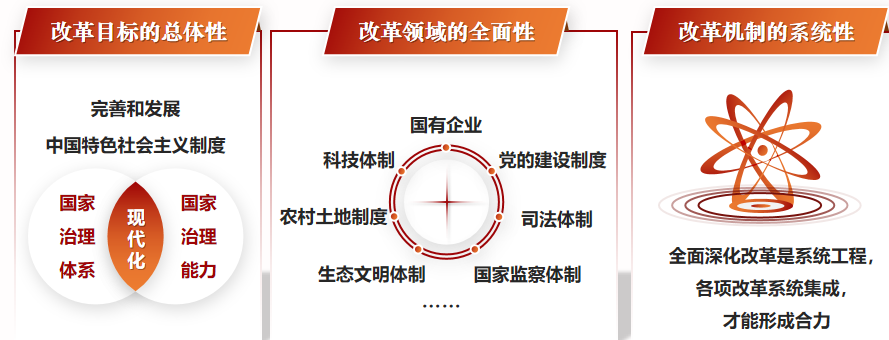 改革目标的总体性
完善和发展
中国特色社会主义制度
国家
治理
体系
现
代
化
国家
治理
能力
改革领域的全面性
国有企业
科技体制
党的建设制度
农村土地制度
司法体制
生态文明体制
国家监察体制
……
改革机制的系统性
全面深化改革是系统工程，
各项改革系统集成，
才能形成合力